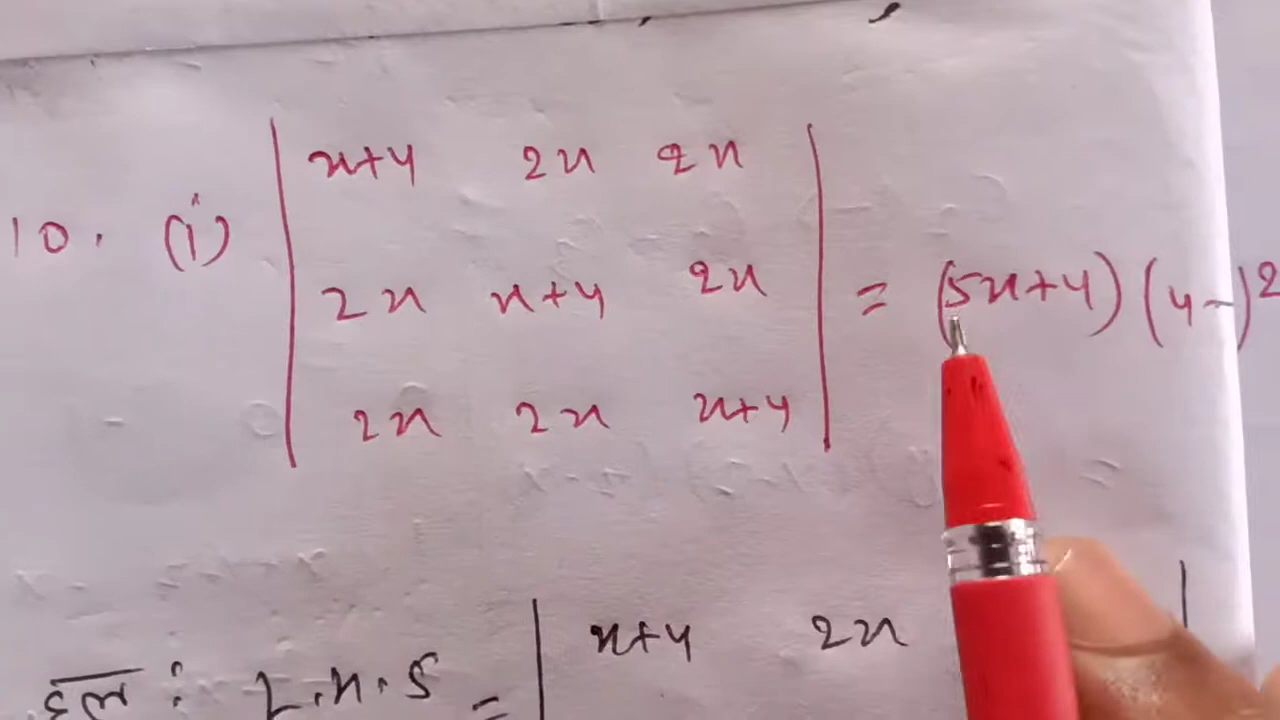 x+4 2x 2x
10. (i) 2x x+4 2x = (5x+4) (4-)2
2x 2x x+4
हल : L.H.S = x+4 2x